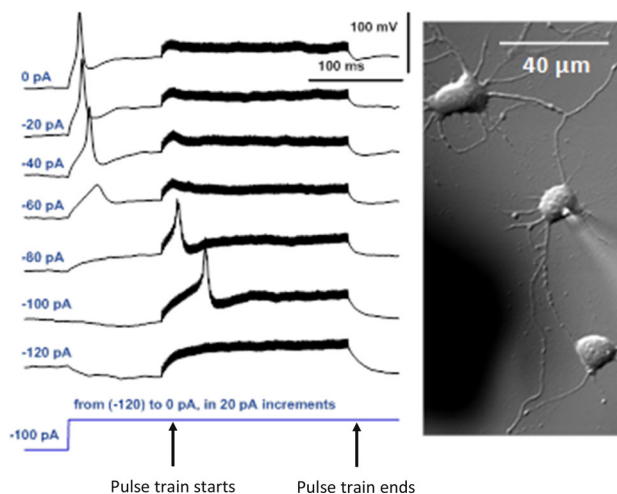 100 mV
100 ms
0 pA
-20 pA
-40 pA
-60 pA
-80 pA
-100 pA
-120 pA
from (-120) to 0 pA, in 20 pA increments
-100 pA
Pulse train starts
Pulse train ends
40 µm